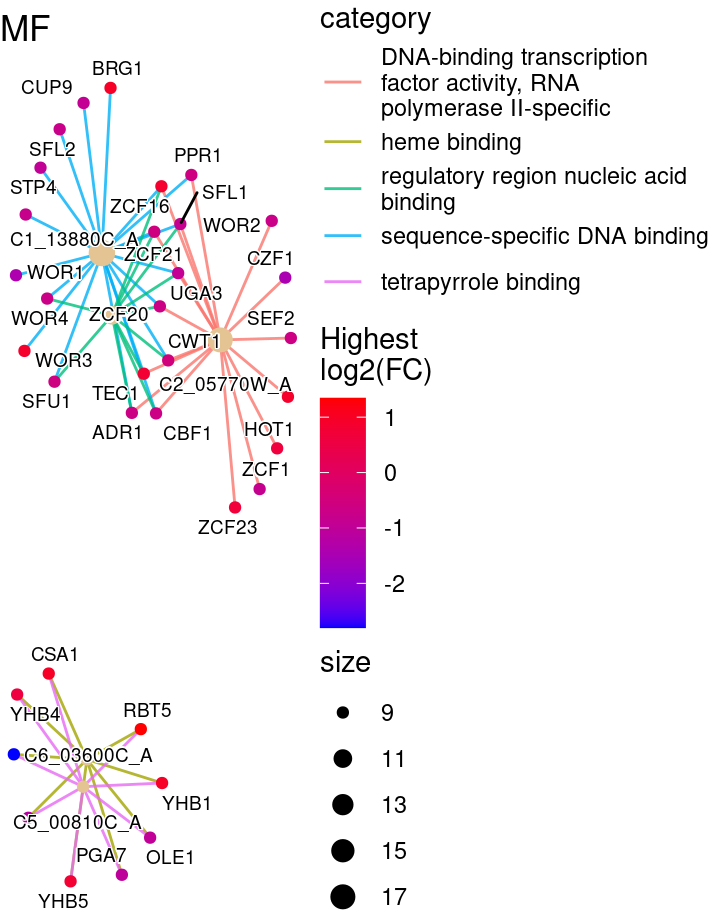 MF
BRG1
CUP9
SFL2
PPR1
STP4
SFL1
ZCF16
WOR2
C1_13880C_A
ZCF21
CZF1
WOR1
UGA3
WOR4
ZCF20
SEF2
CWT1
WOR3
C2_05770W_A
TEC1
SFU1
ADR1
CBF1
HOT1
ZCF1
ZCF23
CSA1
YHB4
RBT5
C6_03600C_A
YHB1
C5_00810C_A
PGA7
OLE1
YHB5
category
DNA-binding transcription
factor activity, RNA
polymerase II-specific
heme binding
regulatory region nucleic acid
binding
sequence-specific DNA binding
tetrapyrrole binding
Highest
log2(FC)
1
0
-1
-2
size
9
11
13
15
17